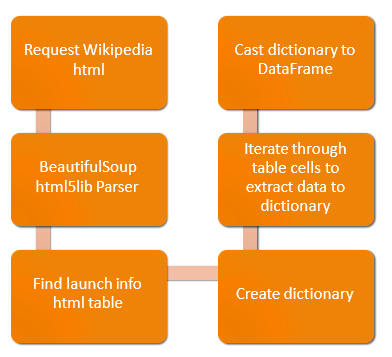 Request Wikipedia
html
BeautifulSoup
html5lib Parser
Find launch info
html table
Create dictionary
Iterate through
table cells to
extract data to
dictionary
Cast dictionary to
DataFrame